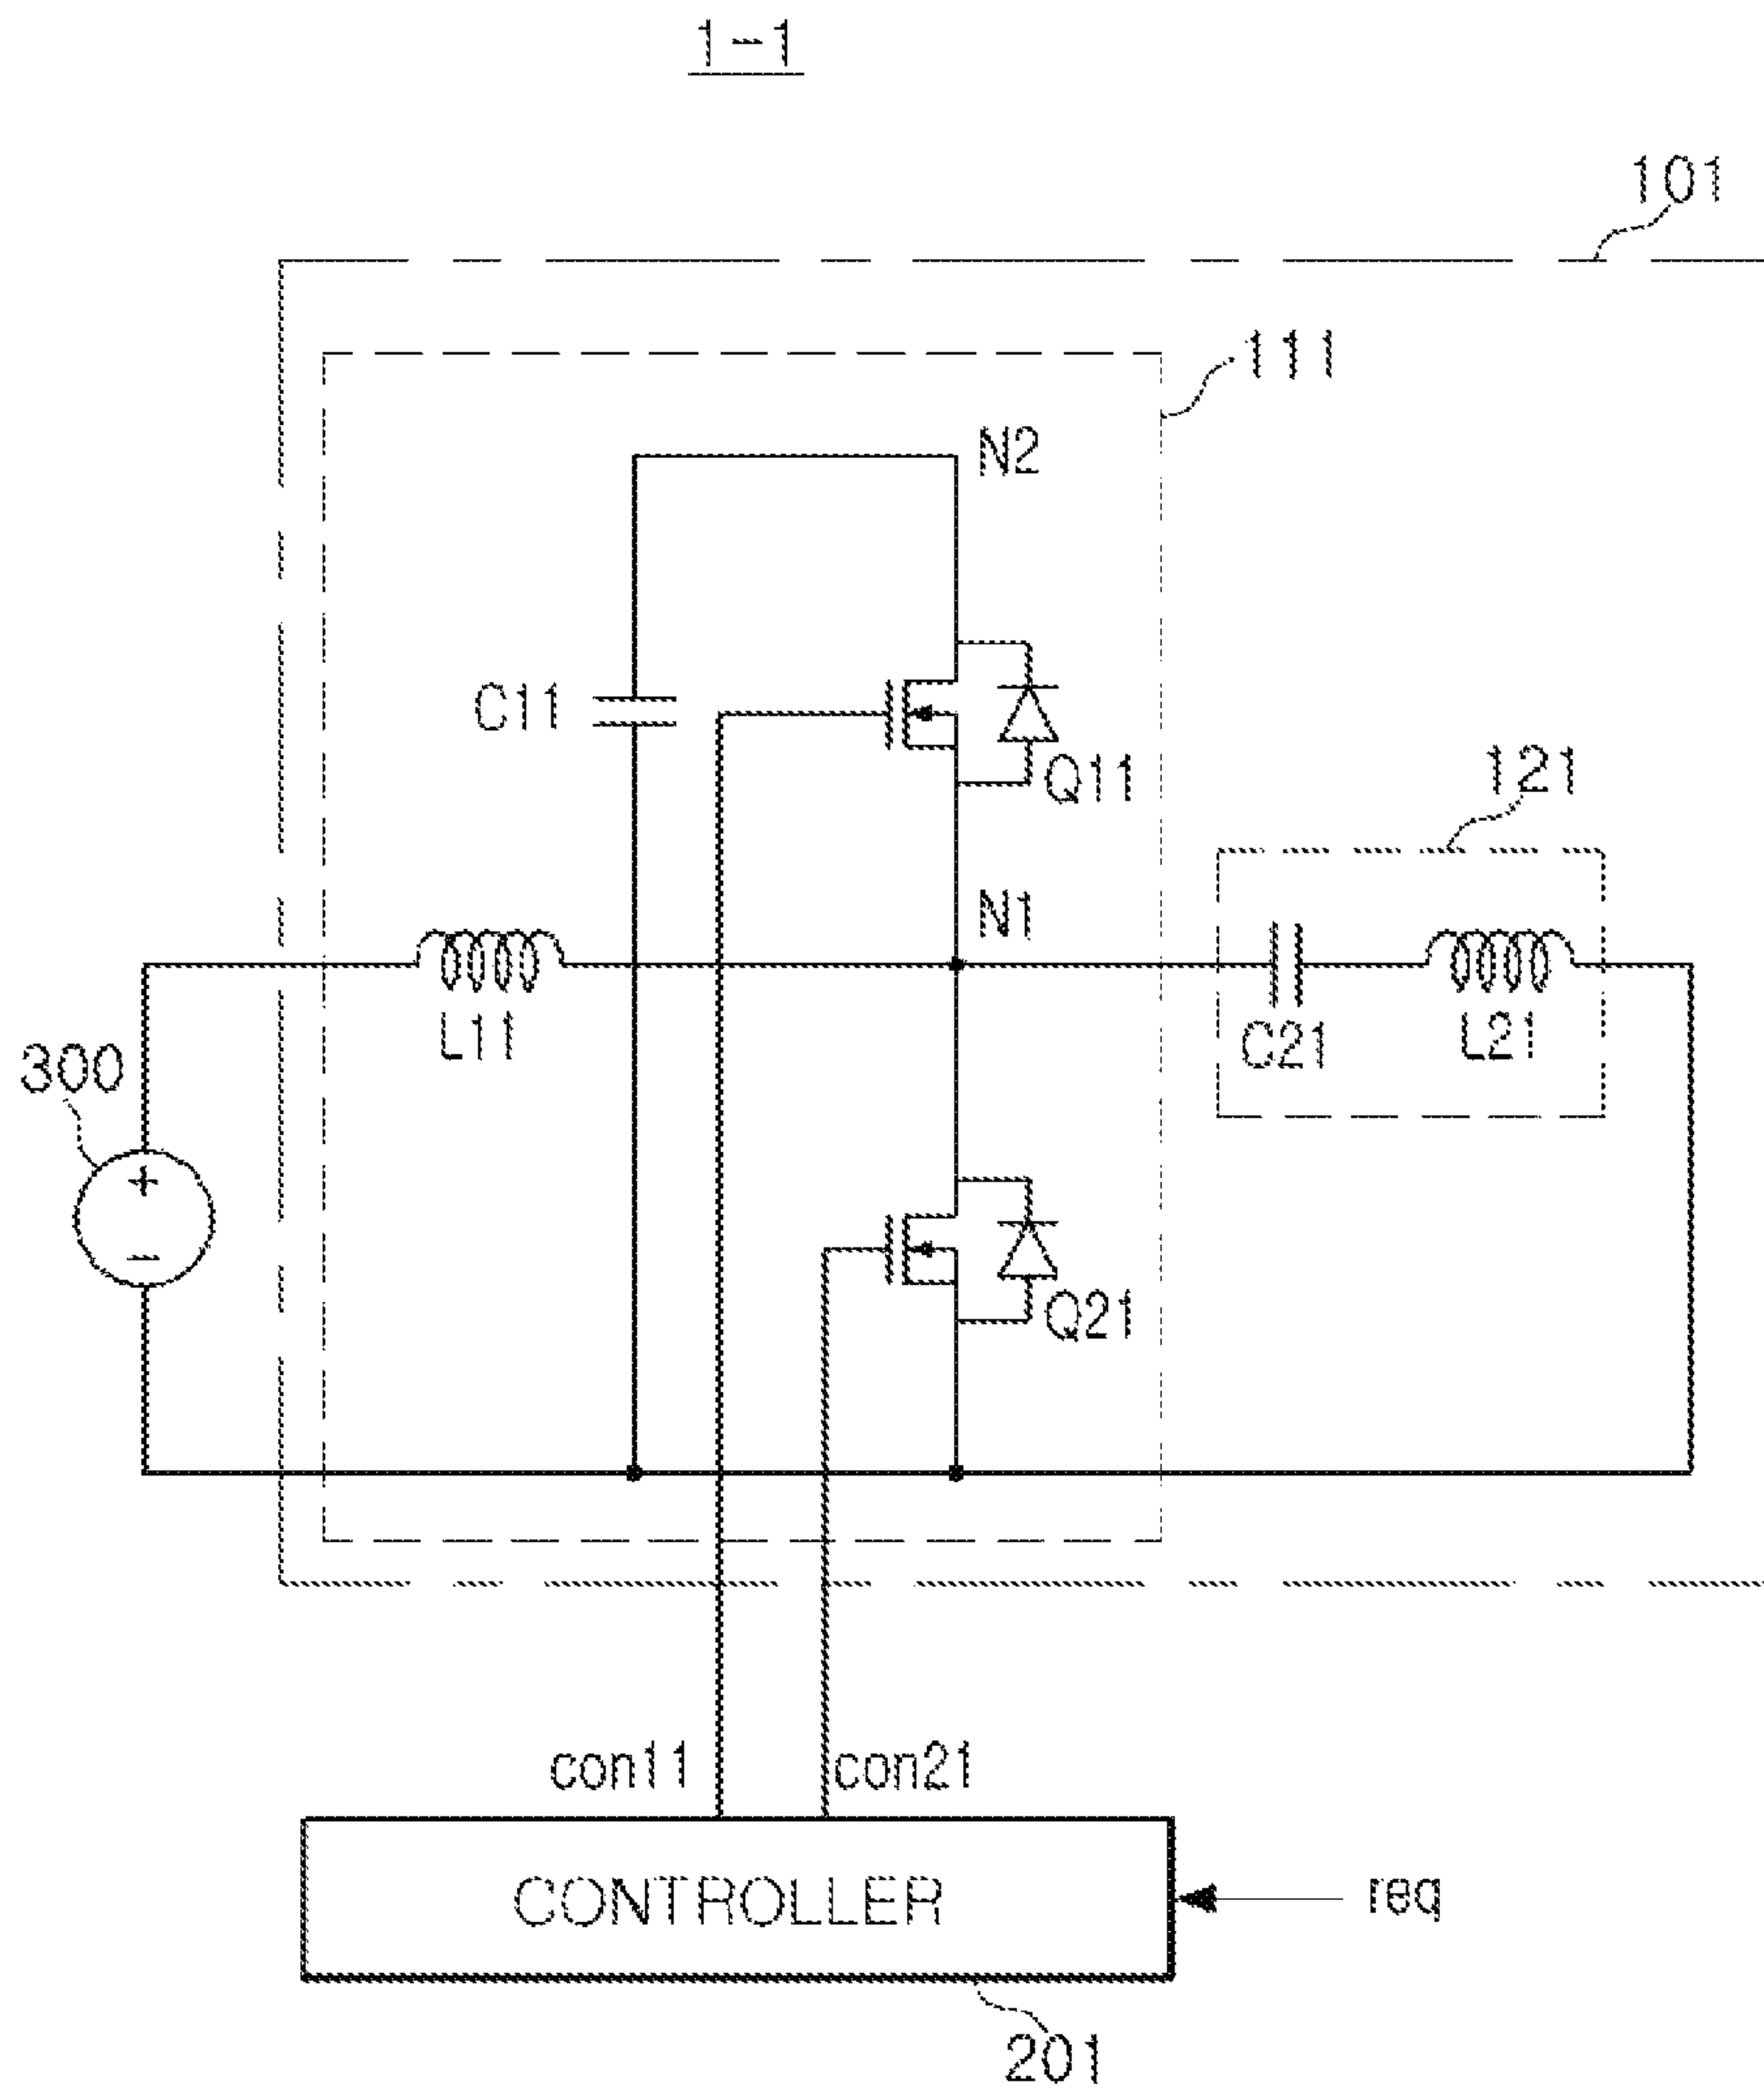 1-1
101
111
N2
C11
Q11
121
N1
L11
C21
L21
300
+
−
Q21
con11
con21
CONTROLLER
req
201